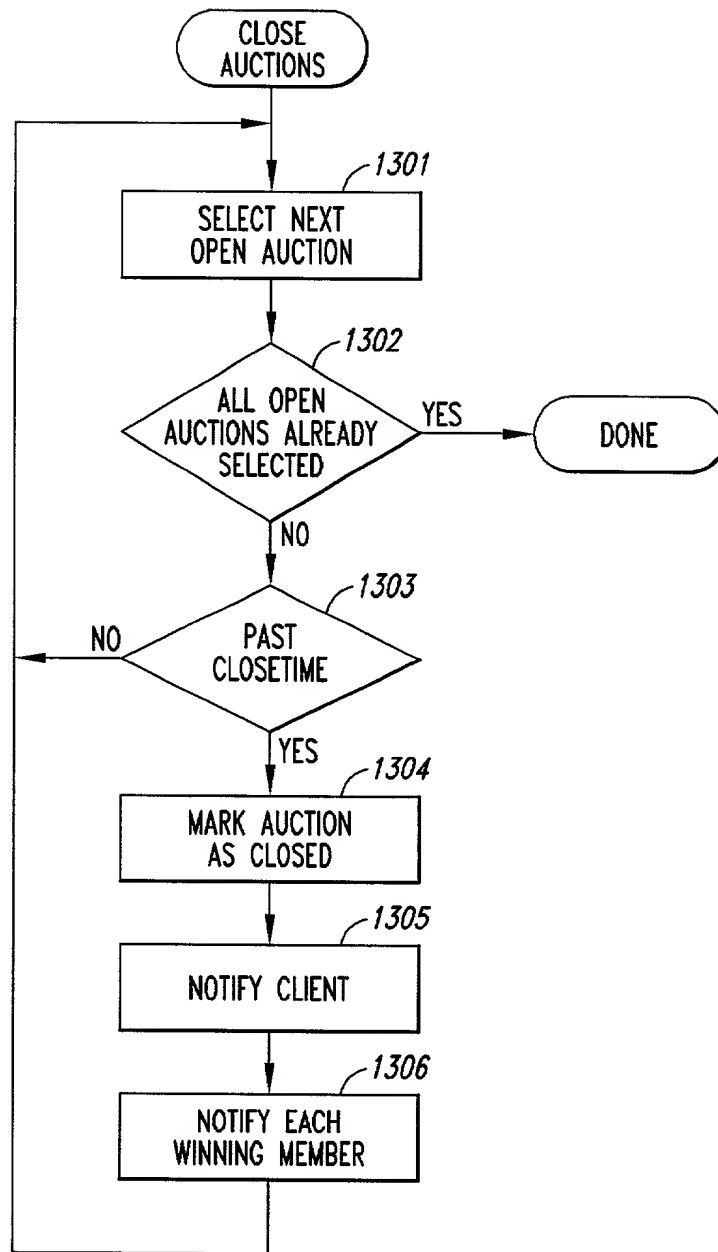 CLOSE
AUCTIONS
1301
SELECT NEXT
OPEN AUCTION
1302
ALL OPEN
AUCTIONS ALREADY
SELECTED
YES
DONE
NO
1303
PAST
CLOSETIME
NO
YES
1304
MARK AUCTION
AS CLOSED
1305
NOTIFY CLIENT
1306
NOTIFY EACH
WINNING MEMBER